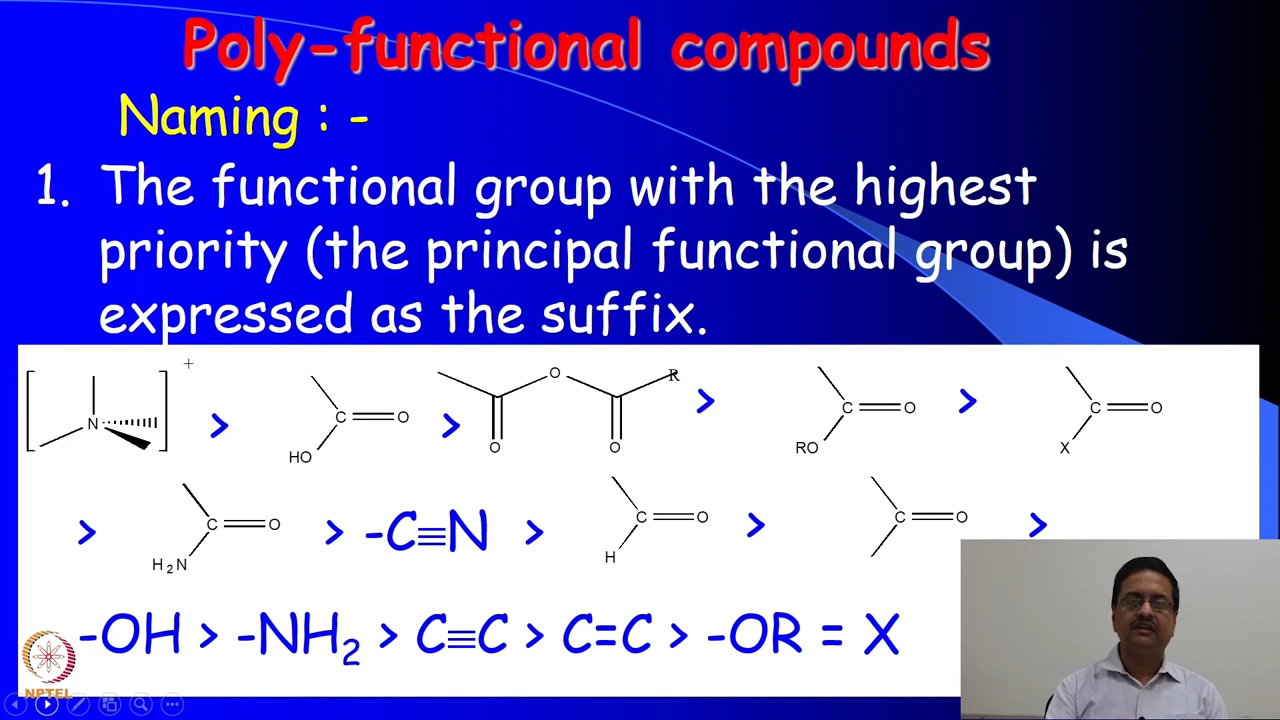 Poly-functional compounds
Naming : -
1. The functional group with the highest
priority (the principal functional group) is
expressed as the suffix.
[N]+ > C=O HO > O O O R > C=O RO > C=O X
> C=O H2N > -C≡N > C=O H > C=O >
-OH > -NH2 > C≡C > C=C > -OR = X
NPTEL